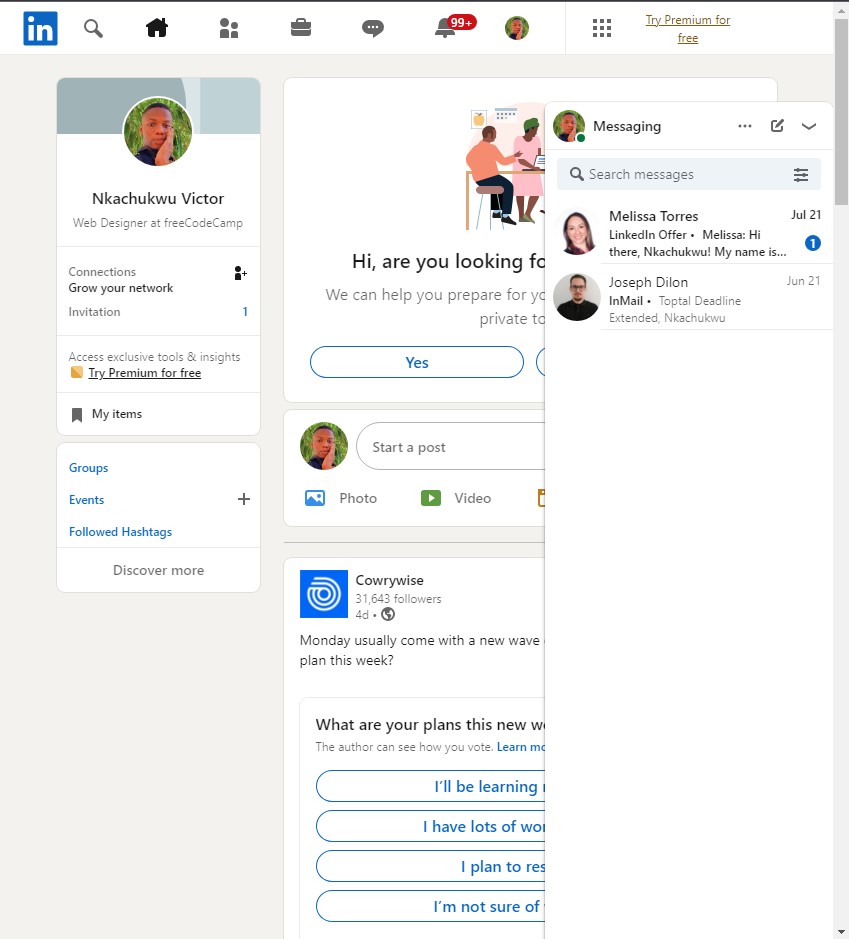 in
99+
Try Premium for
free
Nkachukwu Victor
Web Designer at freeCodeCamp
Connections
Grow your network
Invitation 1
Access exclusive tools & insights
Try Premium for free
My items
Groups
Events
Followed Hashtags
Discover more
Hi, are you looking fo
We can help you prepare for yo
private to
Yes
Start a post
Photo Video
Cowrywise
31,643 followers
4d •
Monday usually come with a new wave
plan this week?
What are your plans this new w
The author can see how you vote. Learn mo
I'll be learning
I have lots of wor
I plan to res
I'm not sure of
Messaging
Search messages
Melissa Torres Jul 21
LinkedIn Offer • Melissa: Hi
there, Nkachukwu! My name is... 1
Joseph Dilon Jun 21
InMail • Toptal Deadline
Extended, Nkachukwu